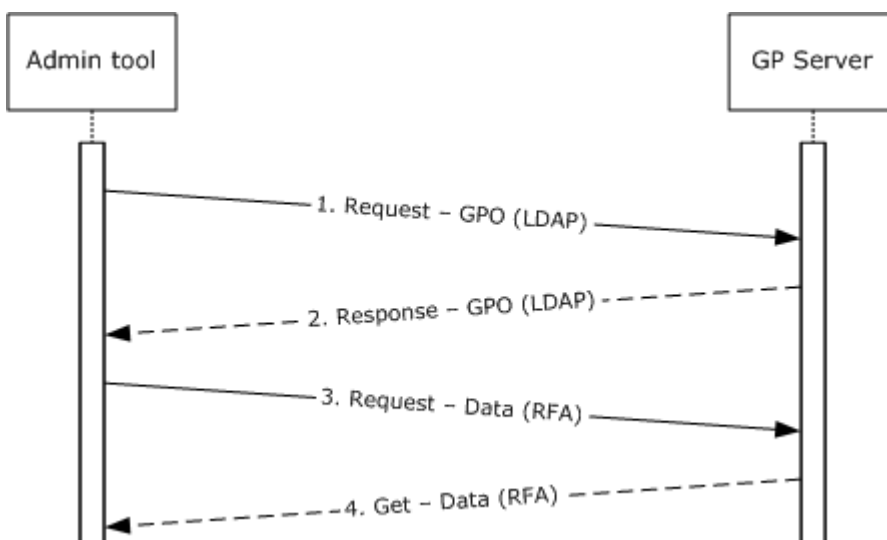 Admin tool
GP Server
1. Request – GPO (LDAP)
2. Response – GPO (LDAP)
3. Request – Data (RFA)
4. Get – Data (RFA)